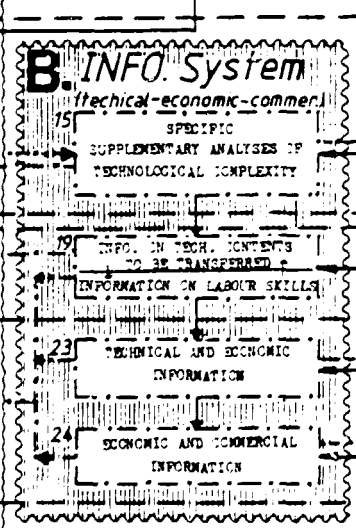 B. INFO. System
(techical-economic-commer.)
15
SPECIFIC
SUPPLEMENTARY ANALYSES OF
TECHNOLOGICAL COMPLEXITY
19
INFO. ON TECH. CONTENTS
TO BE TRANSFERRED +
INFORMATION ON LABOUR SKILLS
23
TECHNICAL AND ECONOMIC
INFORMATION
24
ECONOMIC AND COMMERCIAL
INFORMATION